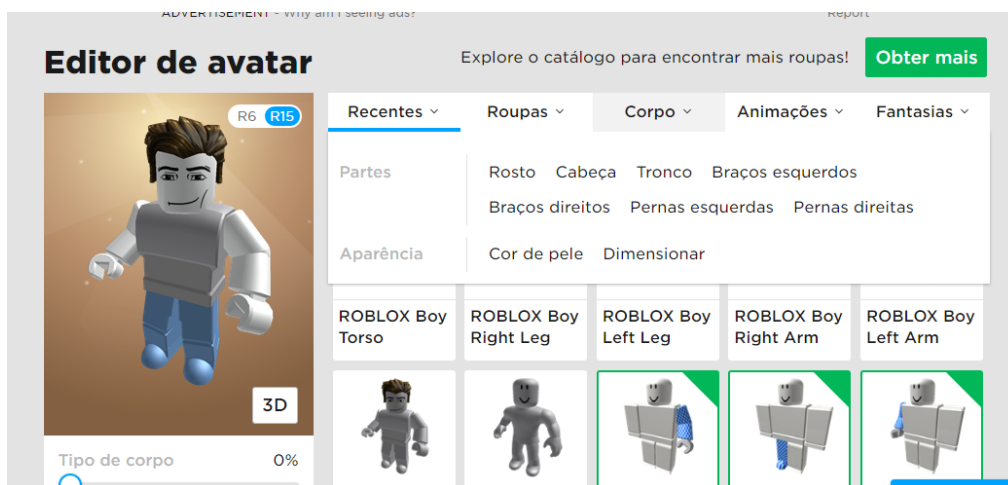 ADVERTISEMENT - Why am I seeing ads?
Report
Editor de avatar
Explore o catálogo para encontrar mais roupas!
Obter mais
R6 R15
Recentes Roupas Corpo Animações Fantasias
Partes
Rosto Cabeça Tronco Braços esquerdos
Braços direitos Pernas esquerdas Pernas direitas
Aparência
Cor de pele Dimensionar
ROBLOX Boy Torso
ROBLOX Boy Right Leg
ROBLOX Boy Left Leg
ROBLOX Boy Right Arm
ROBLOX Boy Left Arm
3D
Tipo de corpo 0%